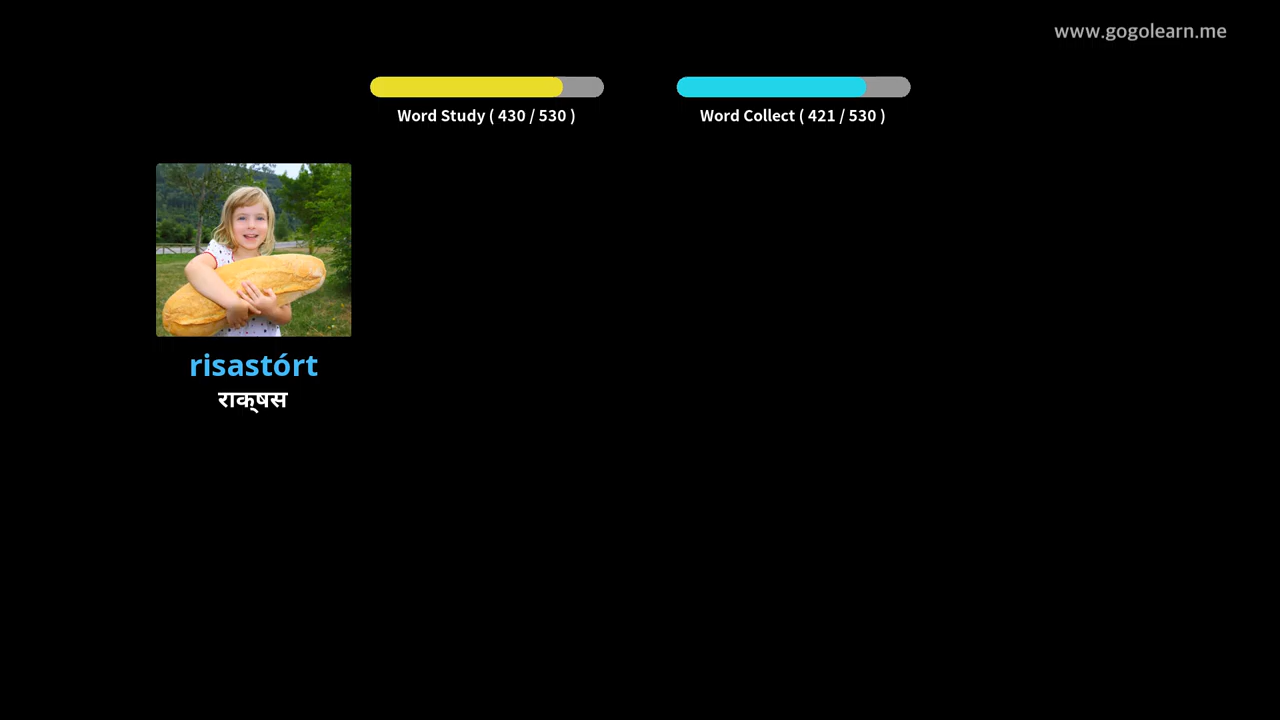 www.gogolearn.me
Word Study ( 430 / 530 )
Word Collect ( 421 / 530 )
risastórt
राक्षस